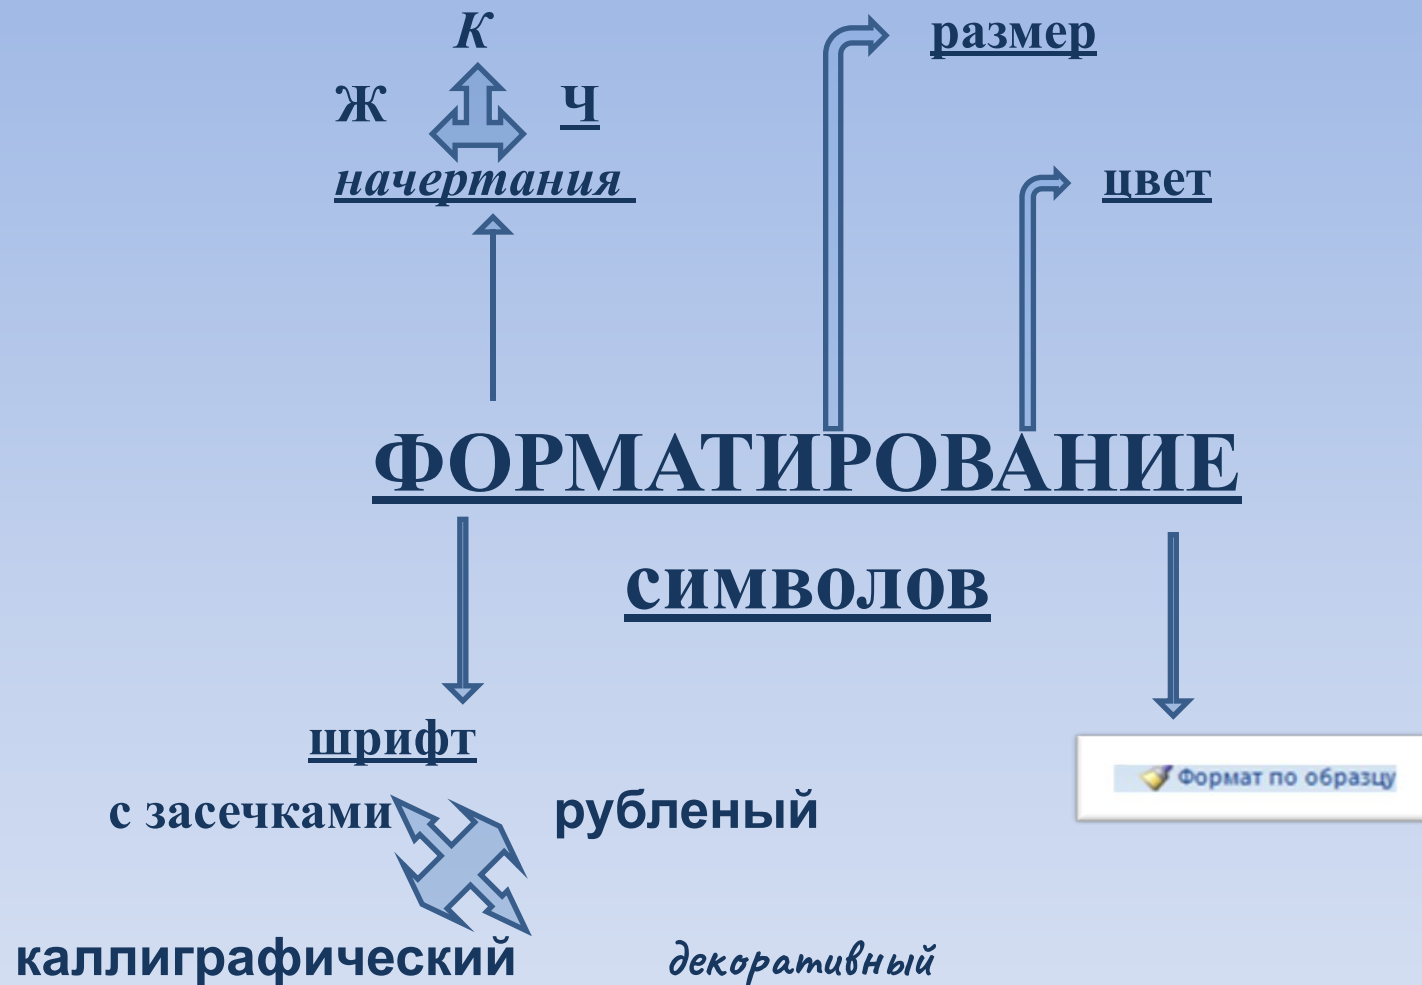 К
размер
Ж Ч
начертания
цвет
ФОРМАТИРОВАНИЕ
символов
шрифт
Формат по образцу
с засечками рубленый
каллиграфический декоративный